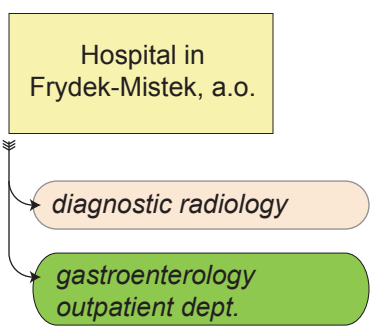 Hospital in
Frydek-Mistek, a.o.
diagnostic radiology
gastroenterology
outpatient dept.